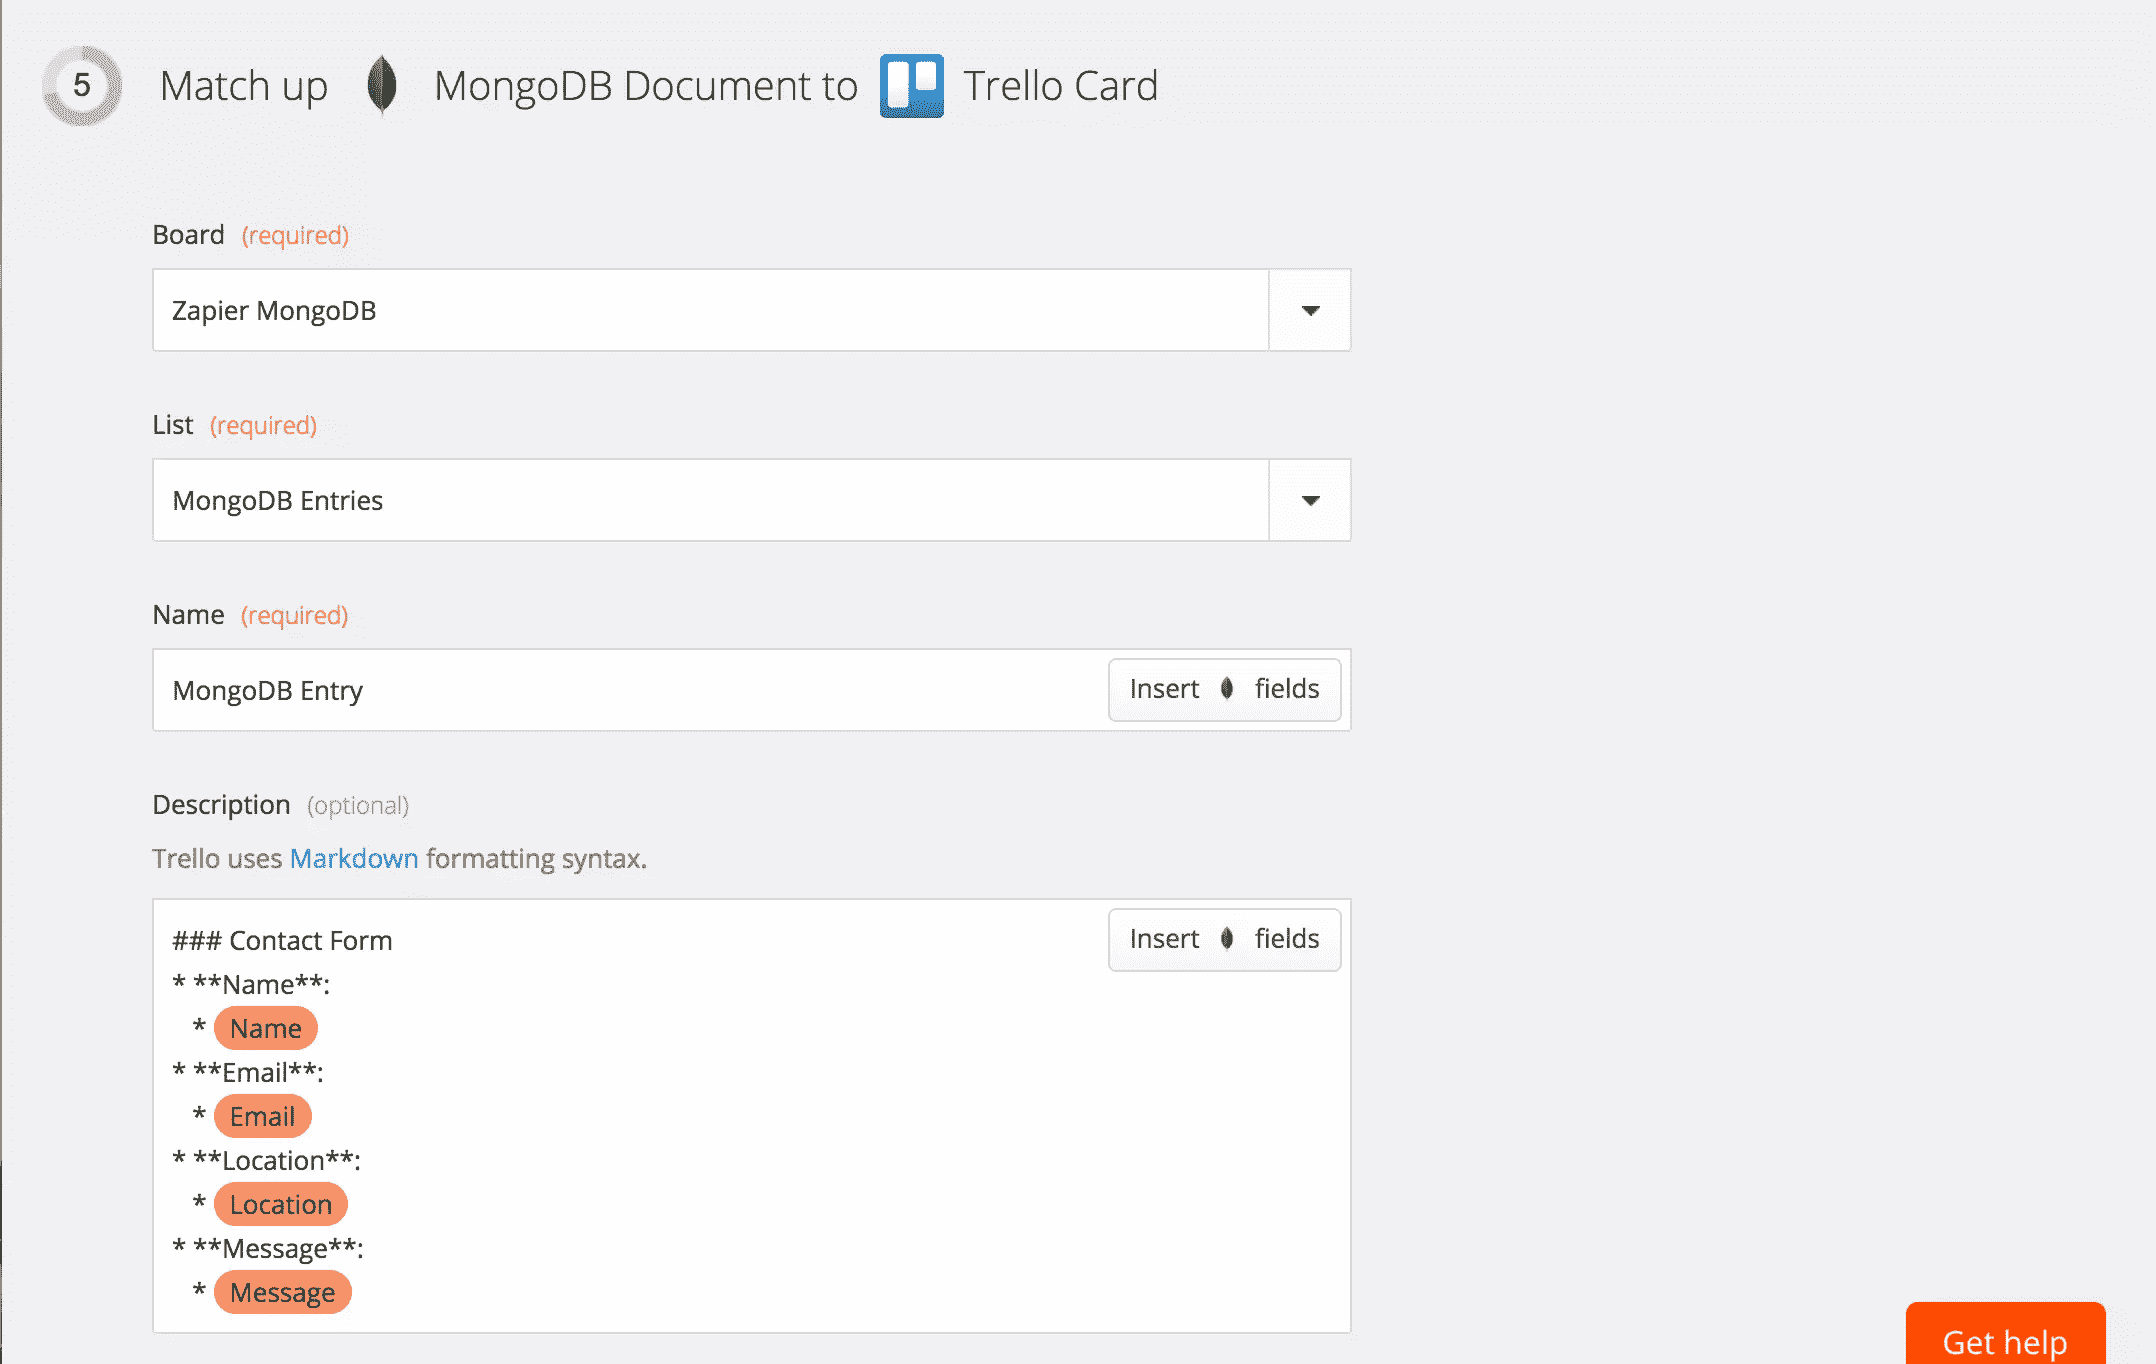 5 Match up MongoDB Document to Trello Card
Board (required)
Zapier MongoDB
List (required)
MongoDB Entries
Name (required)
MongoDB Entry Insert fields
Description (optional)
Trello uses Markdown formatting syntax.
### Contact Form Insert fields
* **Name**:
* Name
* **Email**:
* Email
* **Location**:
* Location
* **Message**:
* Message
Get help